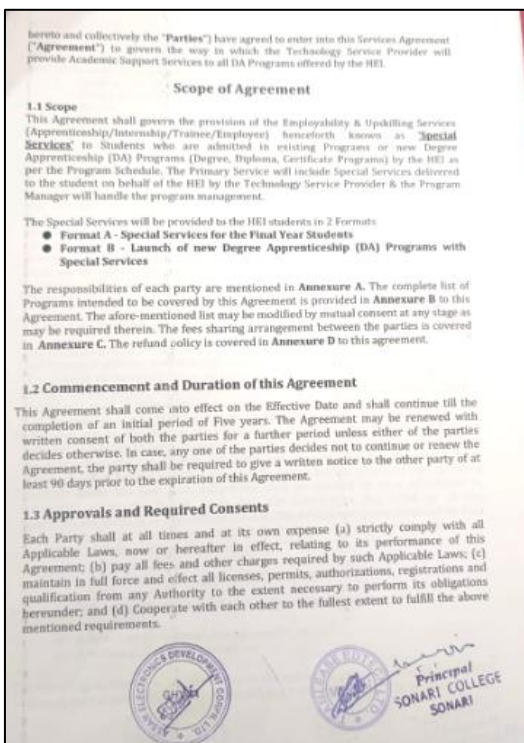 hereto and collectively the "Parties") have agreed to enter into this Services Agreement
("Agreement") to govern the way in which the Technology Service Provider will
provide Academic Support Services to all DA Programs offered by the HEI.
Scope of Agreement
1.1 Scope
This Agreement shall govern the provision of the Employability & Upskilling Services
(Apprenticeship/Internship/Trainee/Employee) henceforth known as 'Special
Services' to Students who are admitted in existing Programs or new Degree
Apprenticeship (DA) Programs (Degree, Diploma, Certificate Programs) by the HEI as
per the Program Schedule. The Primary Service will include Special Services delivered
to the student on behalf of the HEI by the Technology Service Provider & the Program
Manager will handle the program management.
The Special Services will be provided to the HEI students in 2 Formats
● Format A - Special Services for the Final Year Students
● Format B - Launch of new Degree Apprenticeship (DA) Programs with
Special Services
The responsibilities of each party are mentioned in Annexure A. The complete list of
Programs intended to be covered by this Agreement is provided in Annexure B to this
Agreement. The afore-mentioned list may be modified by mutual consent at any stage as
may be required therein. The fees sharing arrangement between the parties is covered
in Annexure C. The refund policy is covered in Annexure D to this agreement.
1.2 Commencement and Duration of this Agreement
This Agreement shall come into effect on the Effective Date and shall continue till the
completion of an initial period of Five years. The Agreement may be renewed with
written consent of both the parties for a further period unless either of the parties
decides otherwise. In case, any one of the parties decides not to continue or renew the
Agreement, the party shall be required to give a written notice to the other party of at
least 90 days prior to the expiration of this Agreement.
1.3 Approvals and Required Consents
Each Party shall at all times and at its own expense (a) strictly comply with all
Applicable Laws, now or hereafter in effect, relating to its performance of this
Agreement; (b) pay all fees and other charges required by such Applicable Laws; (c)
maintain in full force and effect all licenses, permits, authorizations, registrations and
qualification from any Authority to the extent necessary to perform its obligations
hereunder; and (d) Cooperate with each other to the fullest extent to fulfill the above
mentioned requirements.
ELECTRONICS DEVELOPMENT CORPN. LTD.
EDTECH LTD.
Principal
SONARI COLLEGE
SONARI